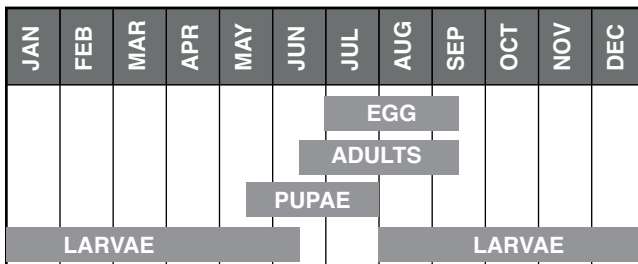 JAN FEB MAR APR MAY JUN JUL AUG SEP OCT NOV DEC
EGG
ADULTS
PUPAE
LARVAE LARVAE